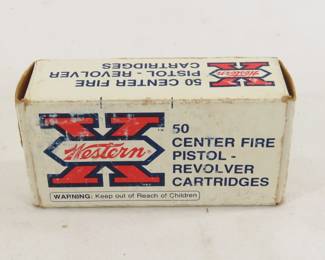 50 CENTER FIRE
PISTOL - REVOLVER
CARTRIDGES
Western
X
Western
50
CENTER FIRE
PISTOL -
REVOLVER
CARTRIDGES
WARNING: Keep out of Reach of Children